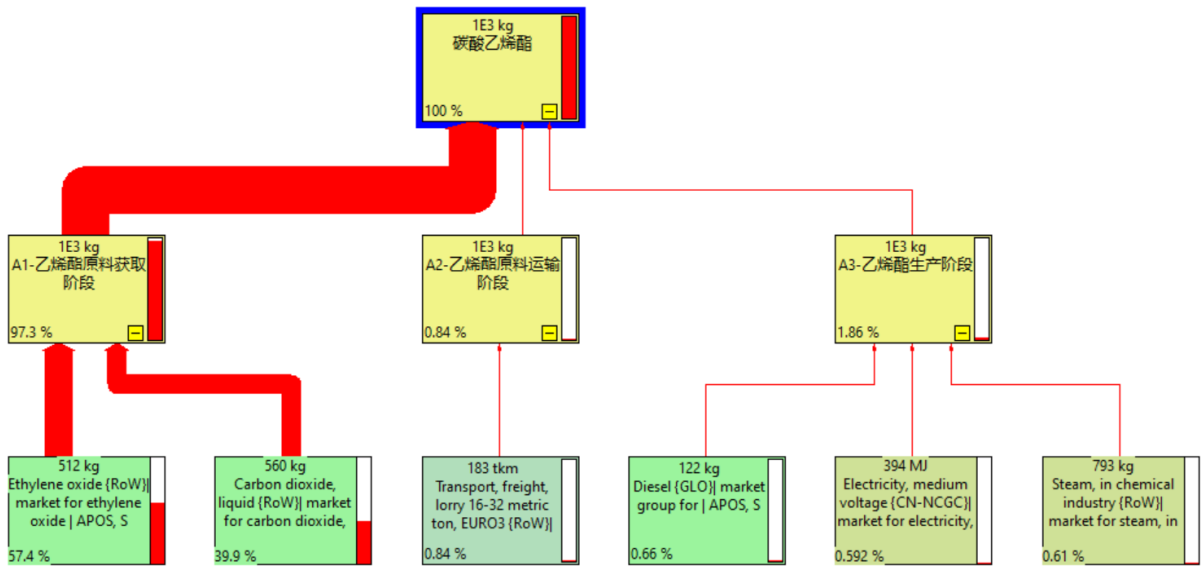 1E3 kg
碳酸乙烯酯
100 %
1E3 kg
A1-乙烯酯原料获取
阶段
97.3 %
1E3 kg
A2-乙烯酯原料运输
阶段
0.84 %
1E3 kg
A3-乙烯酯生产阶段
1.86 %
512 kg
Ethylene oxide {RoW}|
market for ethylene
oxide | APOS, S
57.4 %
560 kg
Carbon dioxide,
liquid {RoW}| market
for carbon dioxide,
39.9 %
183 tkm
Transport, freight,
lorry 16-32 metric
ton, EURO3 {RoW}|
0.84 %
122 kg
Diesel {GLO}| market
group for | APOS, S
0.66 %
394 MJ
Electricity, medium
voltage {CN-NCGC}|
market for electricity,
0.592 %
793 kg
Steam, in chemical
industry {RoW}|
market for steam, in
0.61 %